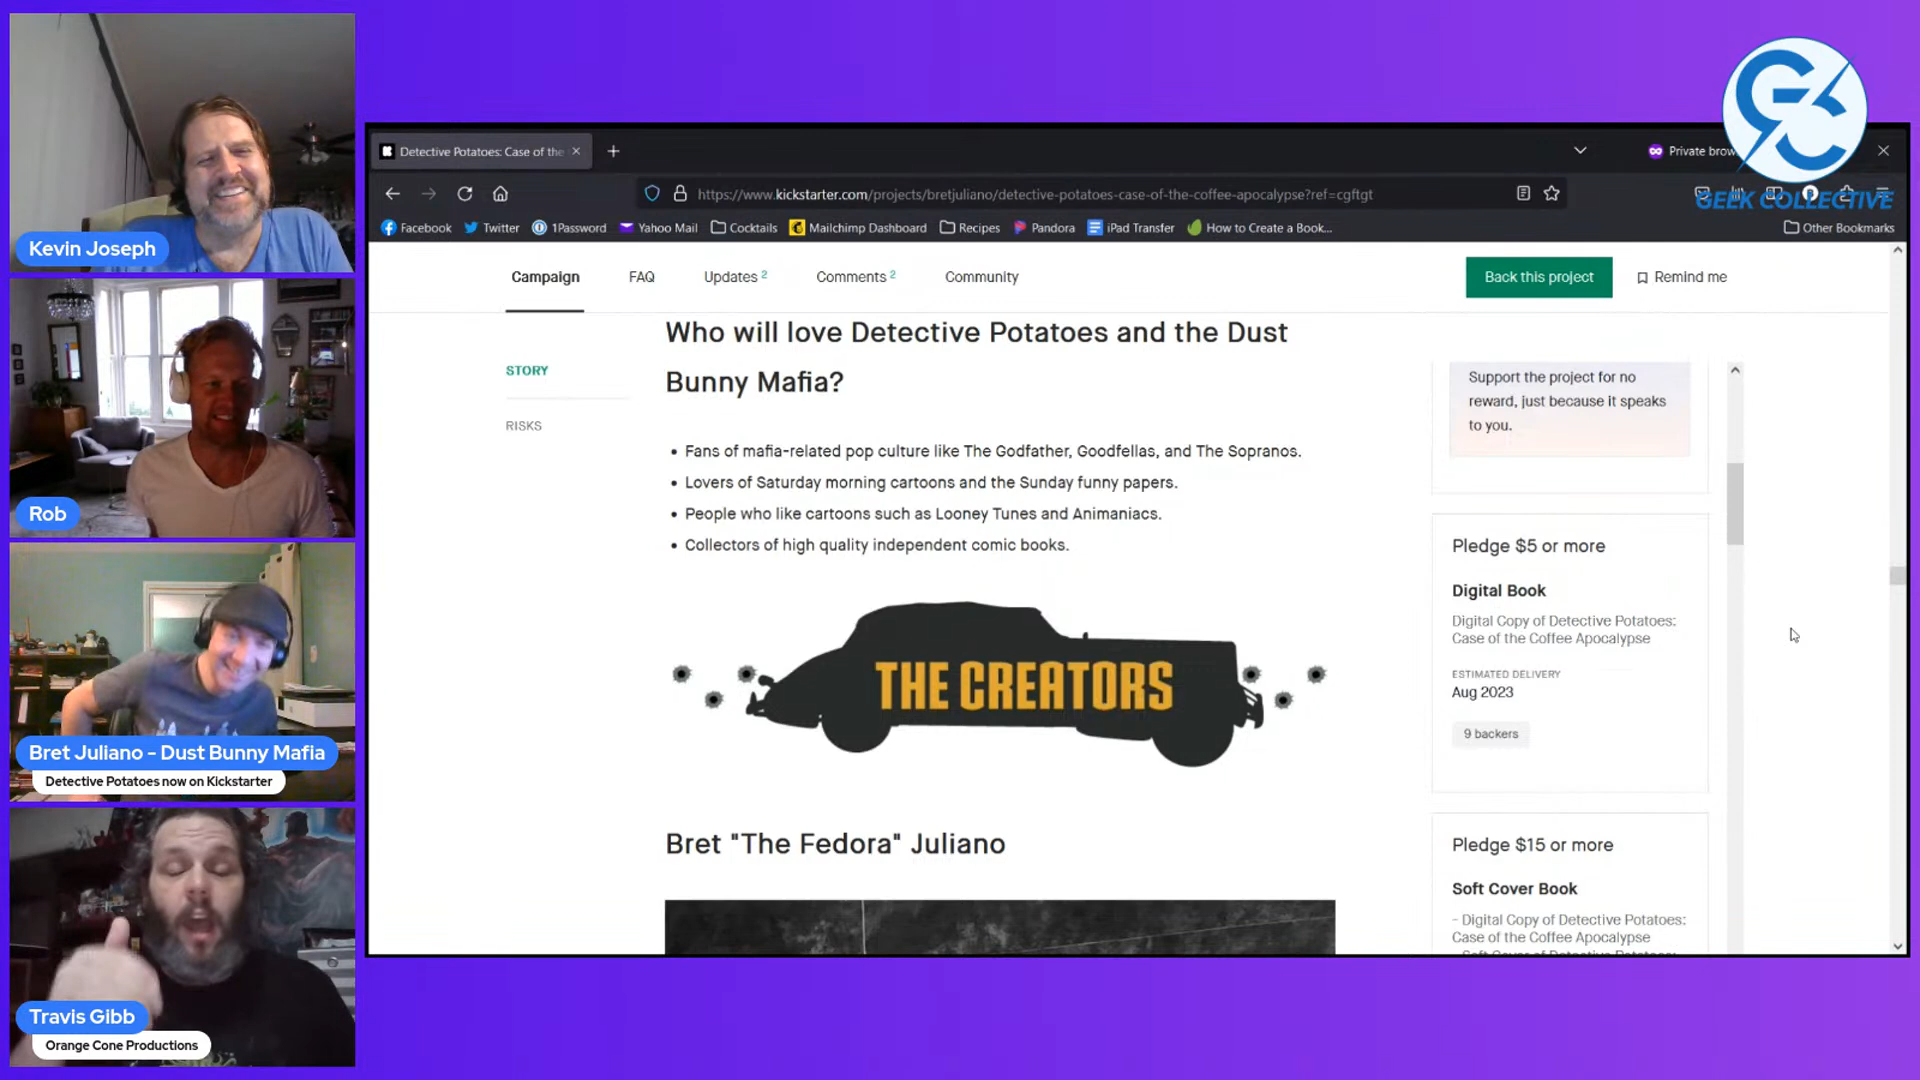 Kevin Joseph
Rob
Bret Juliano - Dust Bunny Mafia
Detective Potatoes now on Kickstarter
Travis Gibb
Orange Cone Productions
GEEK COLLECTIVE
Detective Potatoes: Case of the
Private brow
https://www.kickstarter.com/projects/bretjuliano/detective-potatoes-case-of-the-coffee-apocalypse?ref=cgftgt
Facebook Twitter 1Password Yahoo Mail Cocktails Mailchimp Dashboard Recipes Pandora iPad Transfer How to Create a Book... Other Bookmarks
Campaign FAQ Updates 2 Comments 2 Community Back this project Remind me
STORY
RISKS
Who will love Detective Potatoes and the Dust
Bunny Mafia?
• Fans of mafia-related pop culture like The Godfather, Goodfellas, and The Sopranos.
• Lovers of Saturday morning cartoons and the Sunday funny papers.
• People who like cartoons such as Looney Tunes and Animaniacs.
• Collectors of high quality independent comic books.
THE CREATORS
Bret "The Fedora" Juliano
Support the project for no
reward, just because it speaks
to you.
Pledge $5 or more
Digital Book
Digital Copy of Detective Potatoes:
Case of the Coffee Apocalypse
ESTIMATED DELIVERY
Aug 2023
9 backers
Pledge $15 or more
Soft Cover Book
- Digital Copy of Detective Potatoes:
Case of the Coffee Apocalypse
- Soft Cover of Detective Potatoes: